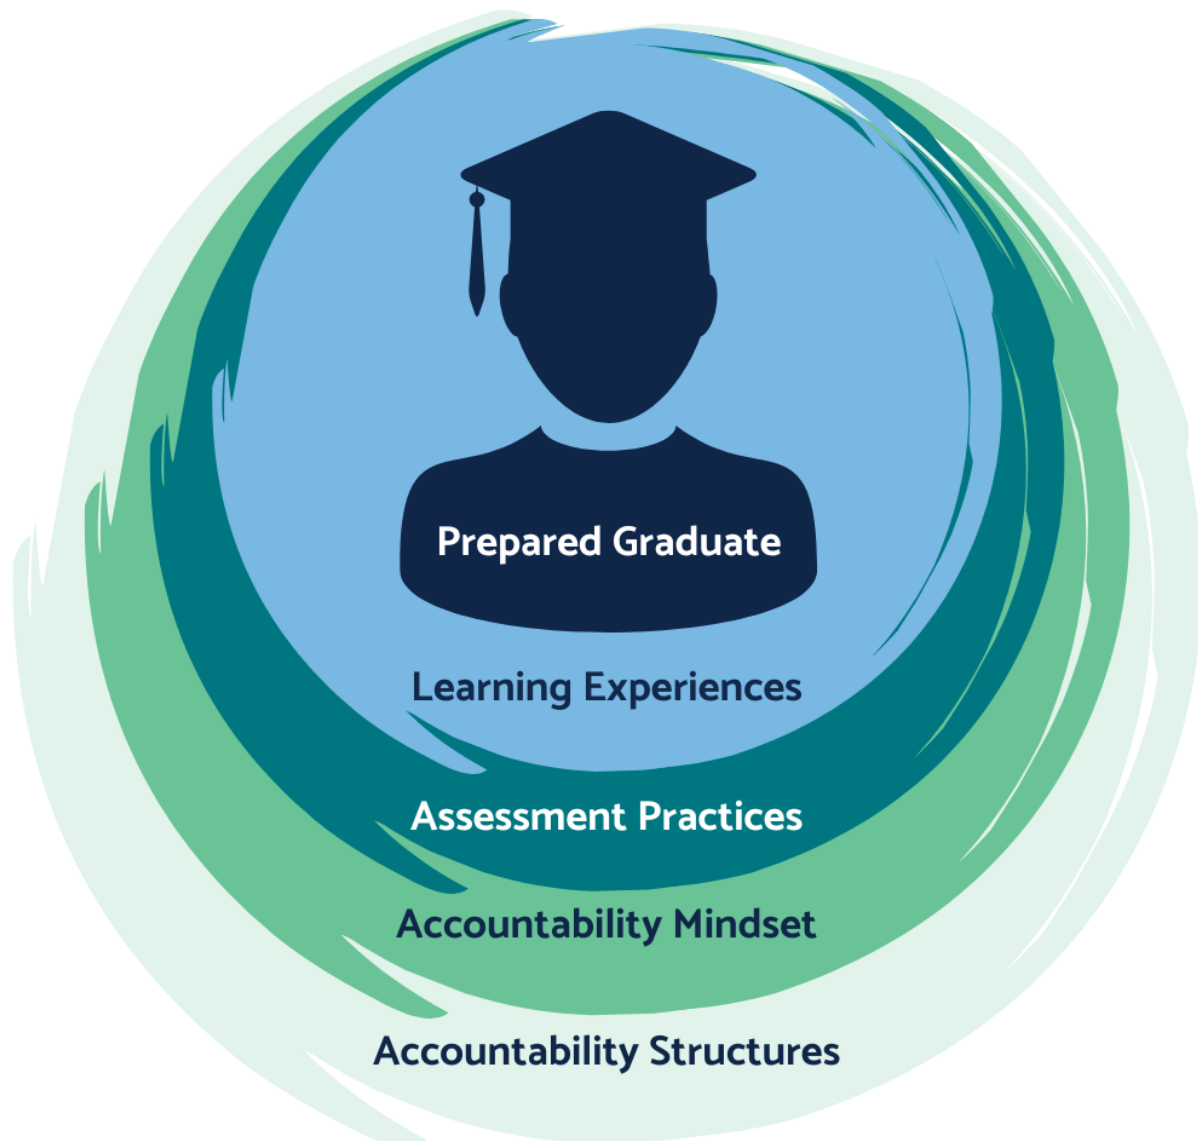 Prepared Graduate
Learning Experiences
Assessment Practices
Accountability Mindset
Accountability Structures